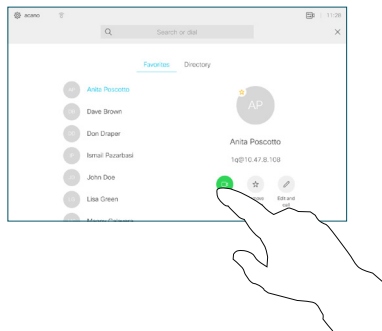 acano 11:28
Search or dial
Favorites Directory
AP Anita Poscotto
Dave Brown
Don Draper
Ismail Pazarbasi
John Doe
Lisa Green
AP
Anita Poscotto
1q@10.47.8.108
Edit and
call